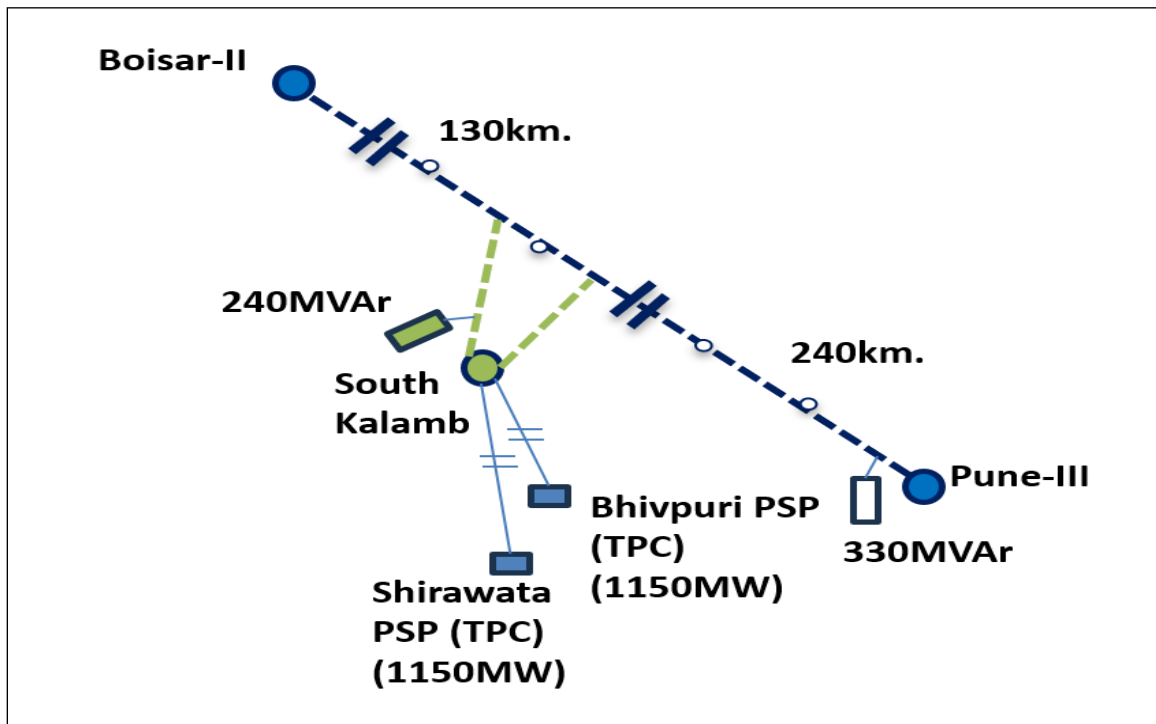 Boisar-II
130km.
240MVAr
240km.
South
Kalamb
Pune-III
Bhivpuri PSP
(TPC)
(1150MW)
330MVAr
Shirawata
PSP (TPC)
(1150MW)